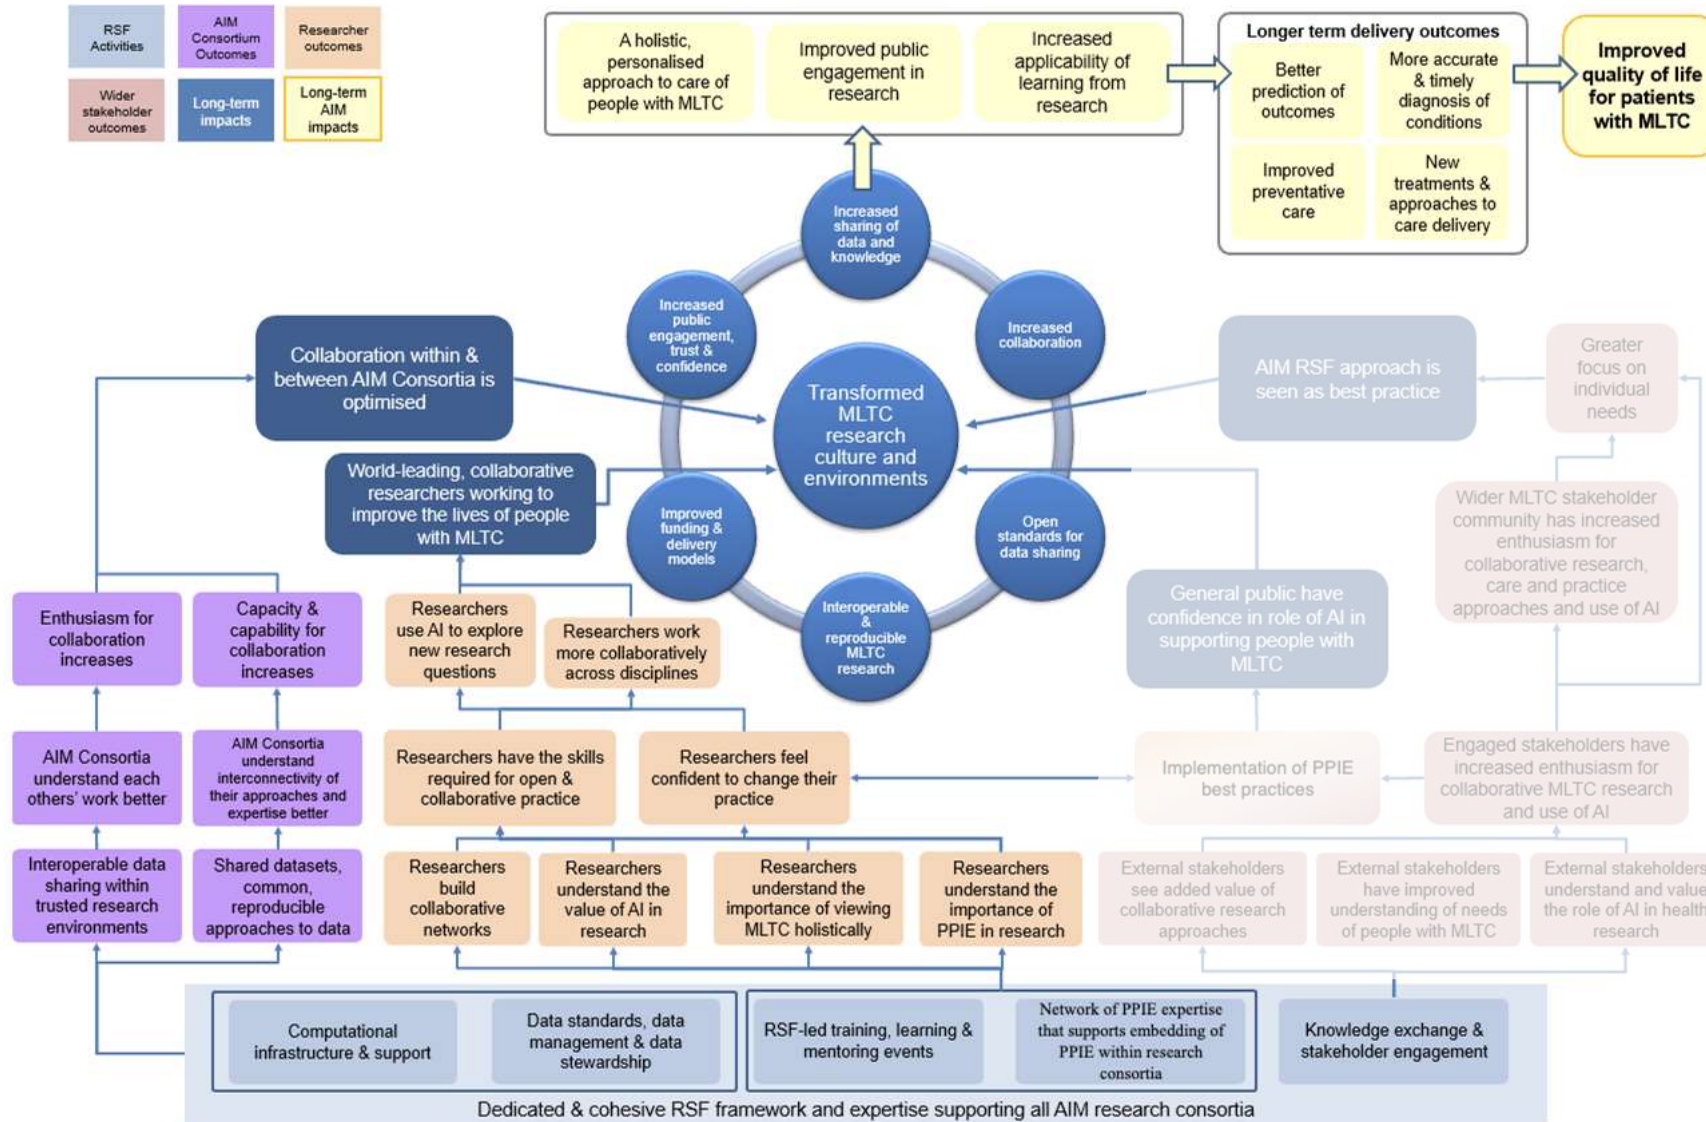 RSF
Activities
AIM
Consortium
Outcomes
Researcher
outcomes
Wider
stakeholder
outcomes
Long-term
impacts
Long-term
AIM
impacts
A holistic,
personalised
approach to care of
people with MLTC
Improved public
engagement in
research
Increased
applicability of
learning from
research
Longer term delivery outcomes
Better
prediction of
outcomes
More accurate
& timely
diagnosis of
conditions
Improved
preventative
care
New
treatments &
approaches to
care delivery
Improved
quality of life
for patients
with MLTC
Increased
sharing of
data and
knowledge
Increased
public
engagement,
trust &
confidence
Increased
collaboration
Transformed
MLTC
research
culture and
environments
Improved
funding &
delivery
models
Open
standards for
data sharing
Interoperable
&
reproducible
MLTC
research
Collaboration within &
between AIM Consortia is
optimised
World-leading, collaborative
researchers working to
improve the lives of people
with MLTC
AIM RSF approach is
seen as best practice
Greater
focus on
individual
needs
Wider MLTC stakeholder
community has increased
enthusiasm for
collaborative research,
care and practice
approaches and use of AI
General public have
confidence in role of AI in
supporting people with
MLTC
Enthusiasm for
collaboration
increases
Capacity &
capability for
collaboration
increases
Researchers
use AI to explore
new research
questions
Researchers work
more collaboratively
across disciplines
AIM Consortia
understand each
others' work better
AIM Consortia
understand
interconnectivity of
their approaches and
expertise better
Researchers have the skills
required for open &
collaborative practice
Researchers feel
confident to change their
practice
Implementation of PPIE
best practices
Engaged stakeholders have
increased enthusiasm for
collaborative MLTC research
and use of AI
Interoperable data
sharing within
trusted research
environments
Shared datasets,
common,
reproducible
approaches to data
Researchers
build
collaborative
networks
Researchers
understand the
value of AI in
research
Researchers
understand the
importance of viewing
MLTC holistically
Researchers
understand the
importance of
PPIE in research
External stakeholders
see added value of
collaborative research
approaches
External stakeholders
have improved
understanding of needs
of people with MLTC
External stakeholders
understand and value
the role of AI in health
research
Computational
infrastructure & support
Data standards, data
management & data
stewardship
RSF-led training, learning &
mentoring events
Network of PPIE expertise
that supports embedding of
PPIE within research
consortia
Knowledge exchange &
stakeholder engagement
Dedicated & cohesive RSF framework and expertise supporting all AIM research consortia